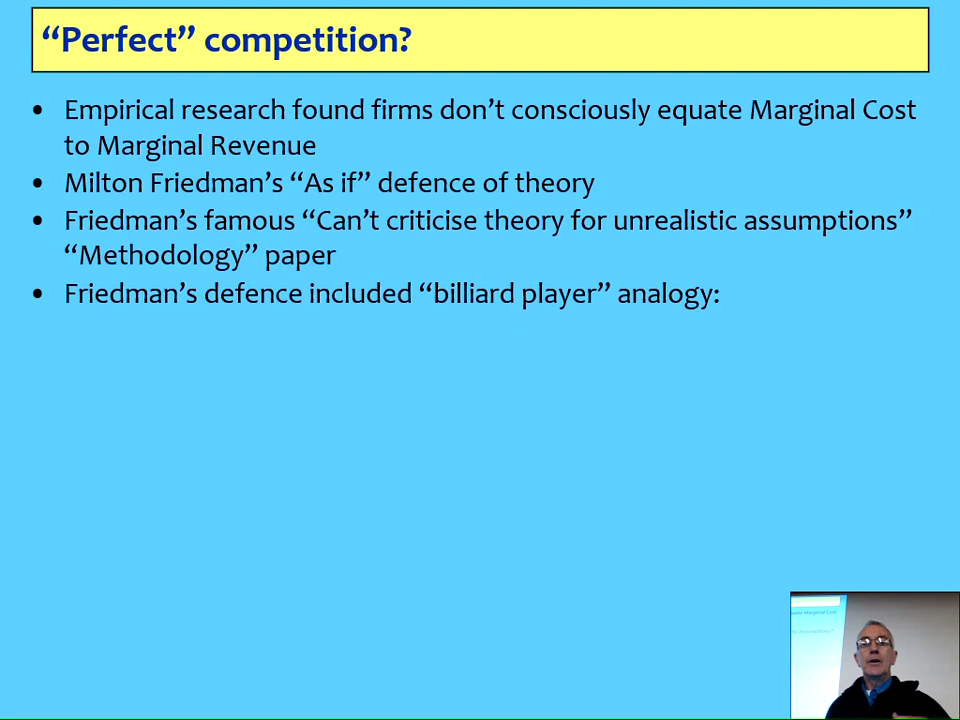 “Perfect” competition?
• Empirical research found firms don’t consciously equate Marginal Cost
to Marginal Revenue
• Milton Friedman’s “As if” defence of theory
• Friedman’s famous “Can’t criticise theory for unrealistic assumptions”
“Methodology” paper
• Friedman’s defence included “billiard player” analogy: